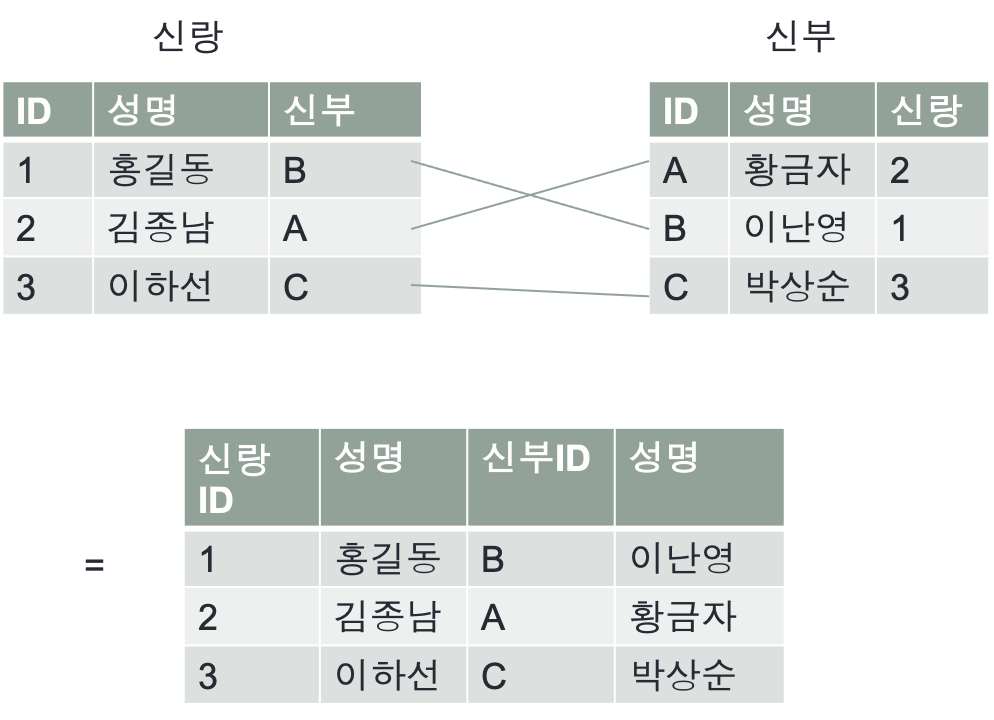 신랑
신부
ID 성명 신부
1 홍길동 B
2 김종남 A
3 이하선 C
ID 성명 신랑
A 황금자 2
B 이난영 1
C 박상순 3
=
신랑
ID 성명 신부ID 성명
1 홍길동 B 이난영
2 김종남 A 황금자
3 이하선 C 박상순